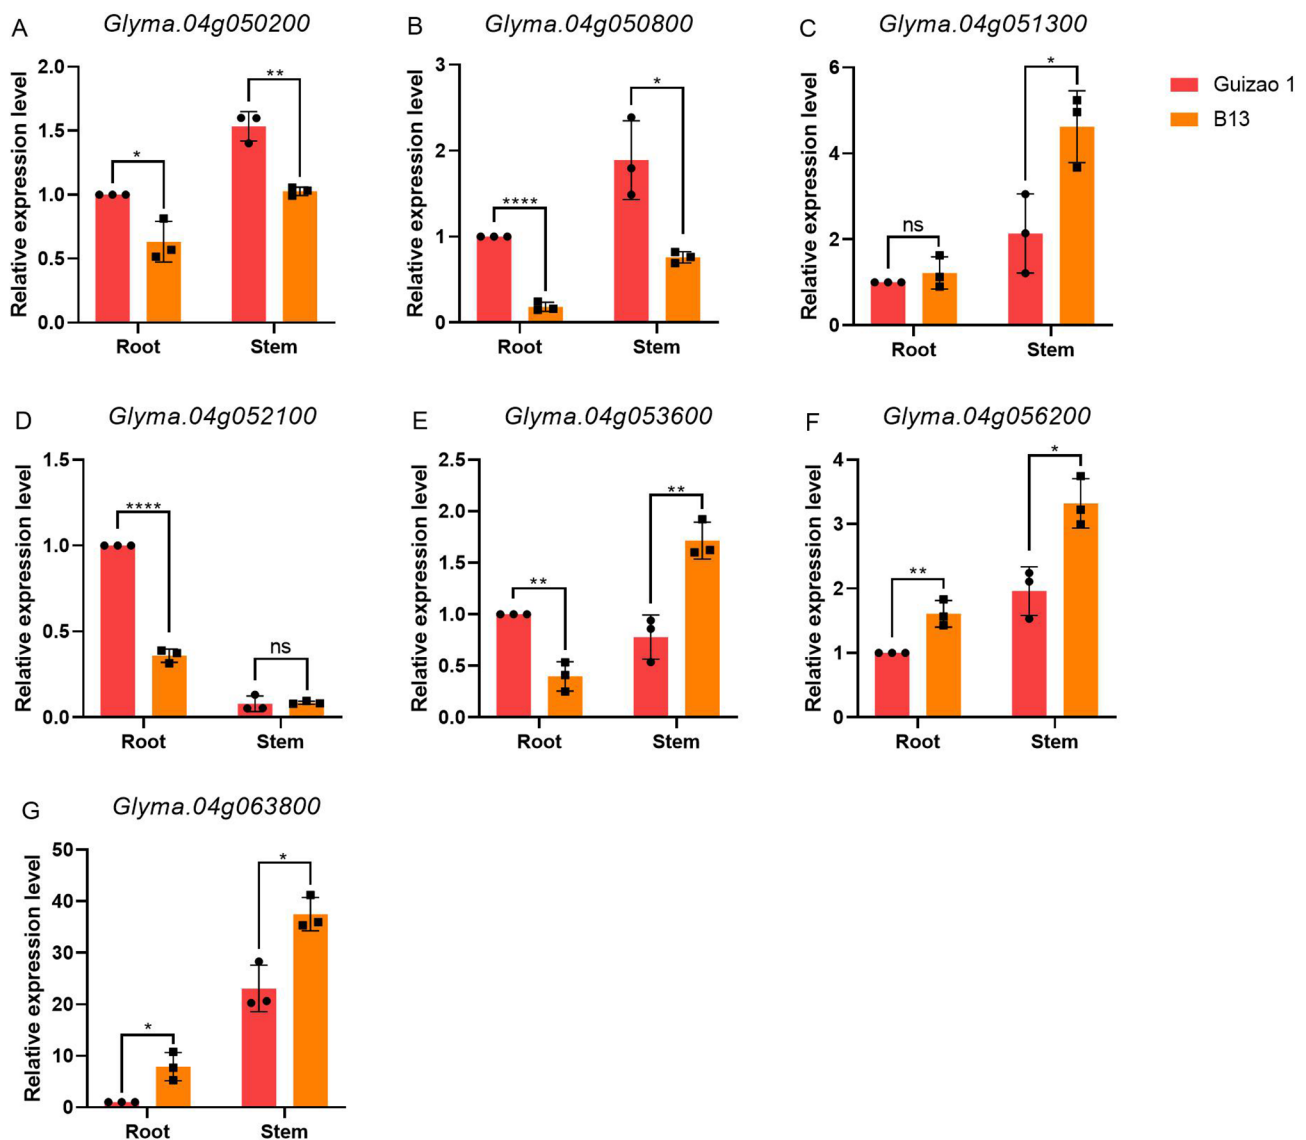 A
Glyma.04g050200
Relative expression level
2.0
1.5
1.0
0.5
0.0
*
**
Root
Stem
B
Glyma.04g050800
Relative expression level
3
2
1
0
****
*
Root
Stem
C
Glyma.04g051300
Relative expression level
6
4
2
0
ns
*
Root
Stem
Guizao 1
B13
D
Glyma.04g052100
Relative expression level
1.5
1.0
0.5
0.0
****
ns
Root
Stem
E
Glyma.04g053600
Relative expression level
2.5
2.0
1.5
1.0
0.5
0.0
**
**
Root
Stem
F
Glyma.04g056200
Relative expression level
4
3
2
1
0
**
*
Root
Stem
G
Glyma.04g063800
Relative expression level
50
40
30
20
10
0
*
*
Root
Stem